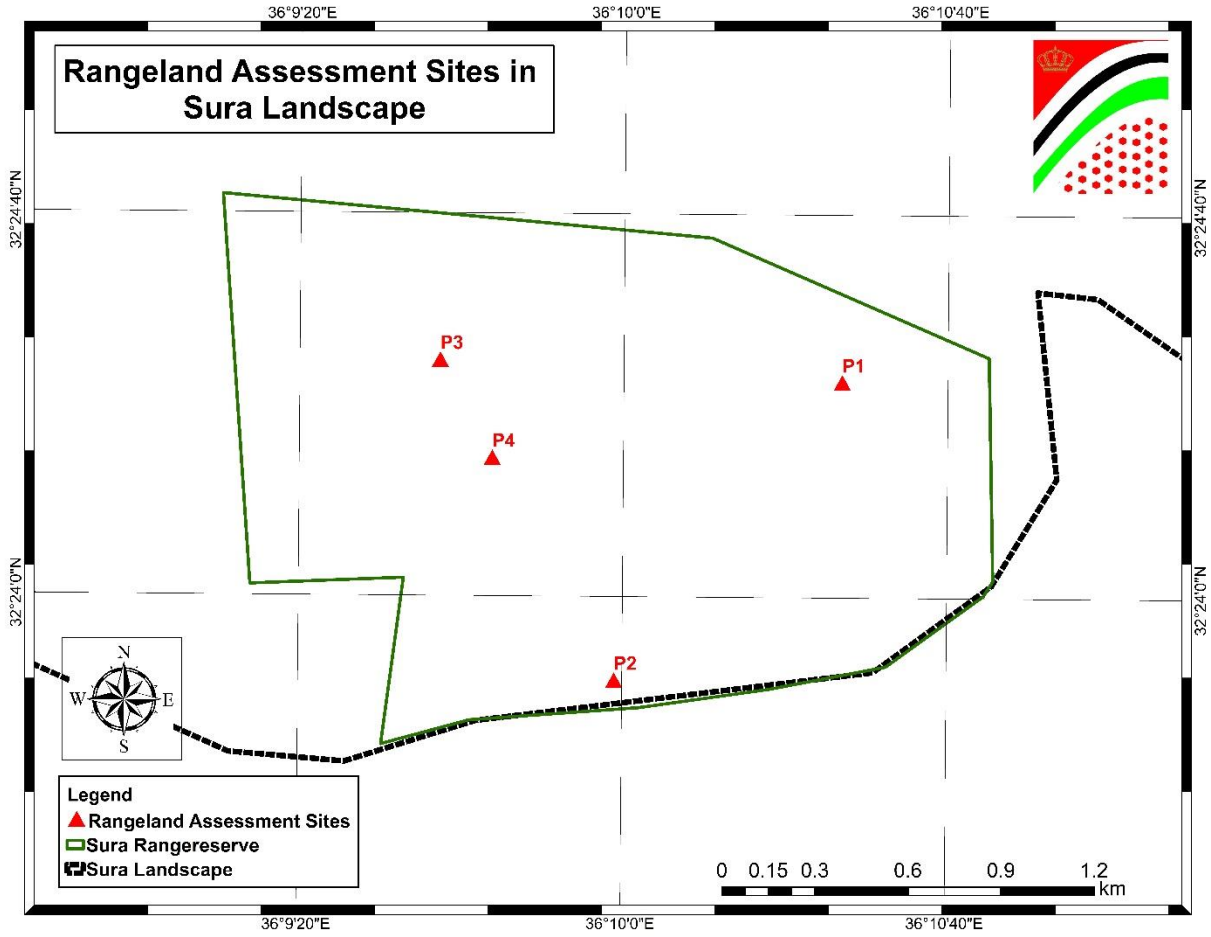 36°9'20"E
36°10'0"E
36°10'40"E
Rangeland Assessment Sites in
Sura Landscape
32°24'40"N
32°24'40"N
P3
P1
P4
32°24'0"N
32°24'0"N
P2
N
W
E
S
Legend
Rangeland Assessment Sites
Sura Rangereserve
Sura Landscape
0 0.15 0.3 0.6 0.9 1.2
km
36°9'20"E
36°10'0"E
36°10'40"E